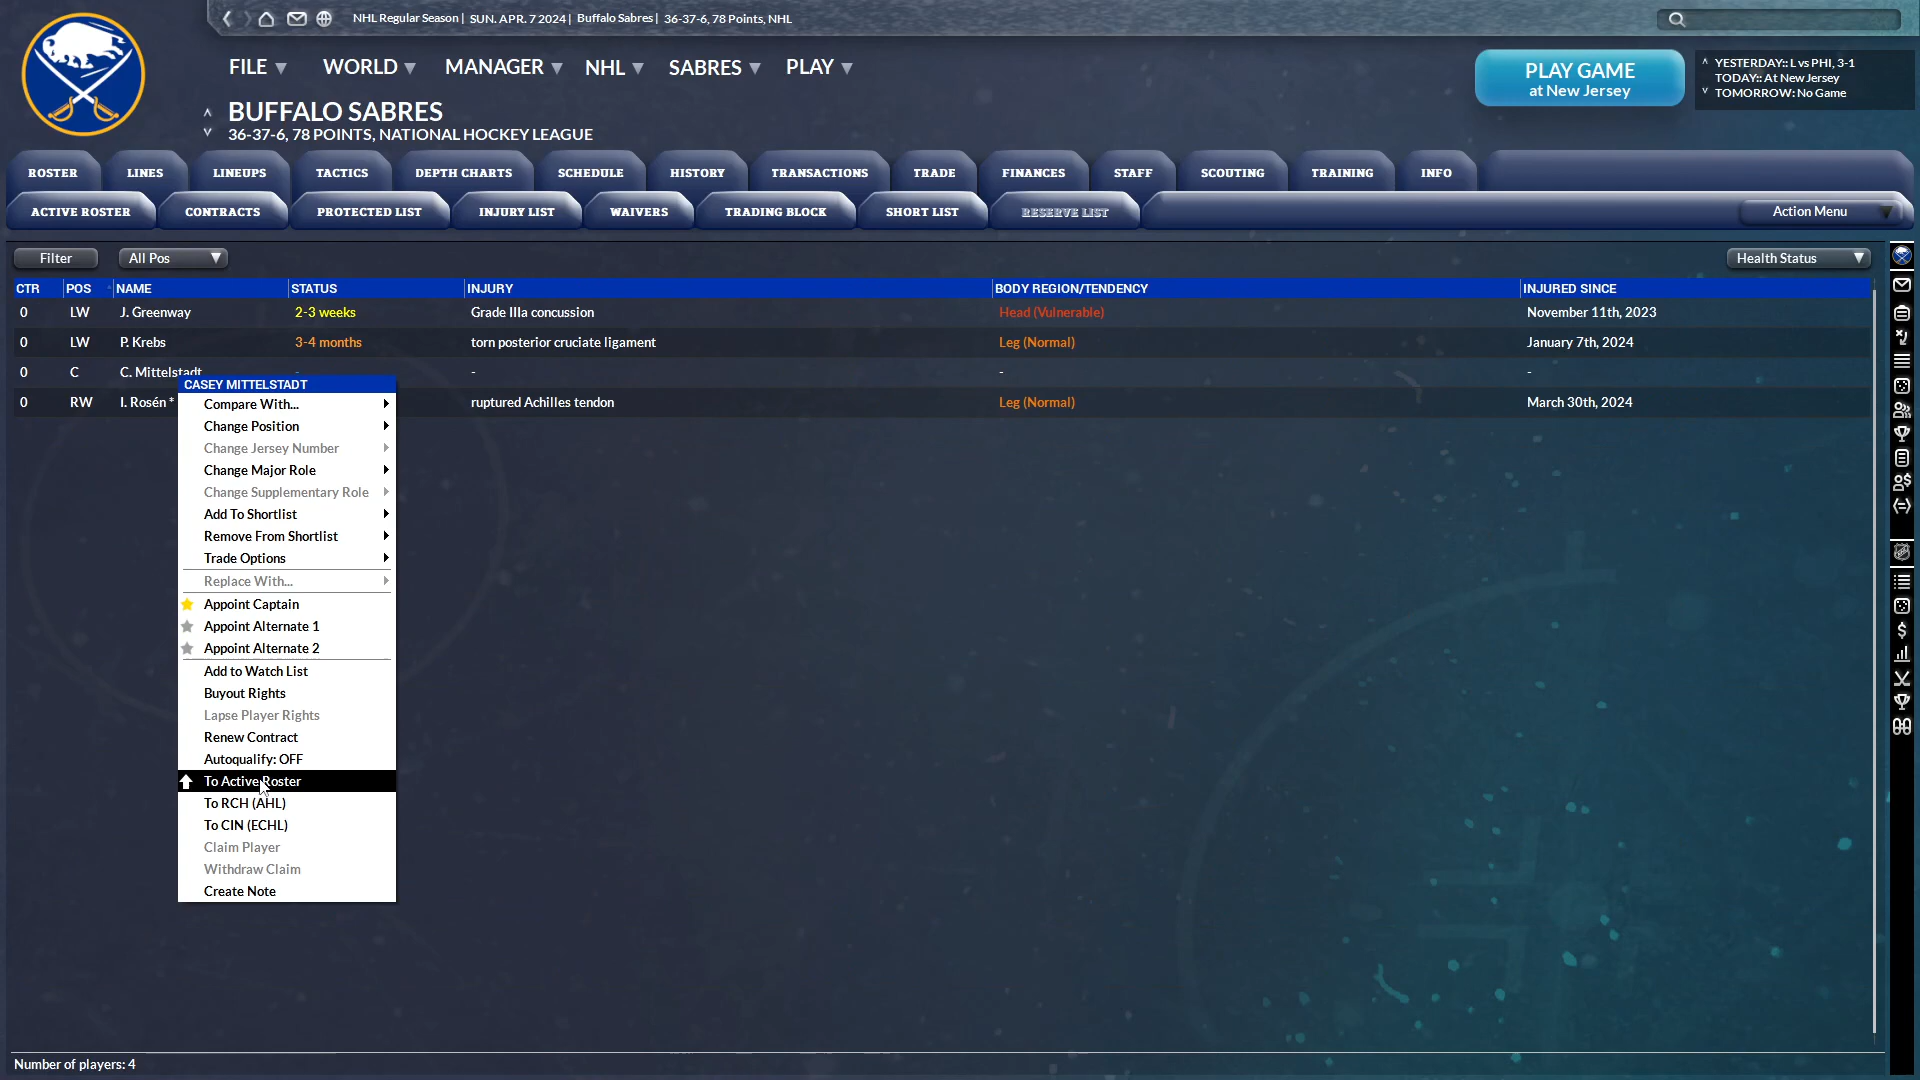 NHL Regular Season | SUN. APR. 7 2024 | Buffalo Sabres | 36-37-6, 78 Points, NHL
FILE WORLD MANAGER NHL SABRES PLAY
PLAY GAME
at New Jersey
YESTERDAY:: L vs PHI, 3-1
TODAY:: At New Jersey
TOMORROW: No Game
BUFFALO SABRES
36-37-6, 78 POINTS, NATIONAL HOCKEY LEAGUE
ROSTER LINES LINEUPS TACTICS DEPTH CHARTS SCHEDULE HISTORY TRANSACTIONS TRADE FINANCES STAFF SCOUTING TRAINING INFO
ACTIVE ROSTER CONTRACTS PROTECTED LIST INJURY LIST WAIVERS TRADING BLOCK SHORT LIST RESERVE LIST Action Menu
Filter All Pos Health Status
CTR POS NAME STATUS INJURY BODY REGION/TENDENCY INJURED SINCE
0 LW J. Greenway 2-3 weeks Grade IIIa concussion Head (Vulnerable) November 11th, 2023
0 LW P. Krebs 3-4 months torn posterior cruciate ligament Leg (Normal) January 7th, 2024
0 C C. Mittelstadt - - - -
0 RW I. Rosén * ruptured Achilles tendon Leg (Normal) March 30th, 2024
CASEY MITTELSTADT
Compare With...
Change Position
Change Jersey Number
Change Major Role
Change Supplementary Role
Add To Shortlist
Remove From Shortlist
Trade Options
Replace With...
Appoint Captain
Appoint Alternate 1
Appoint Alternate 2
Add to Watch List
Buyout Rights
Lapse Player Rights
Renew Contract
Autoqualify: OFF
To Active Roster
To RCH (AHL)
To CIN (ECHL)
Claim Player
Withdraw Claim
Create Note
Number of players: 4